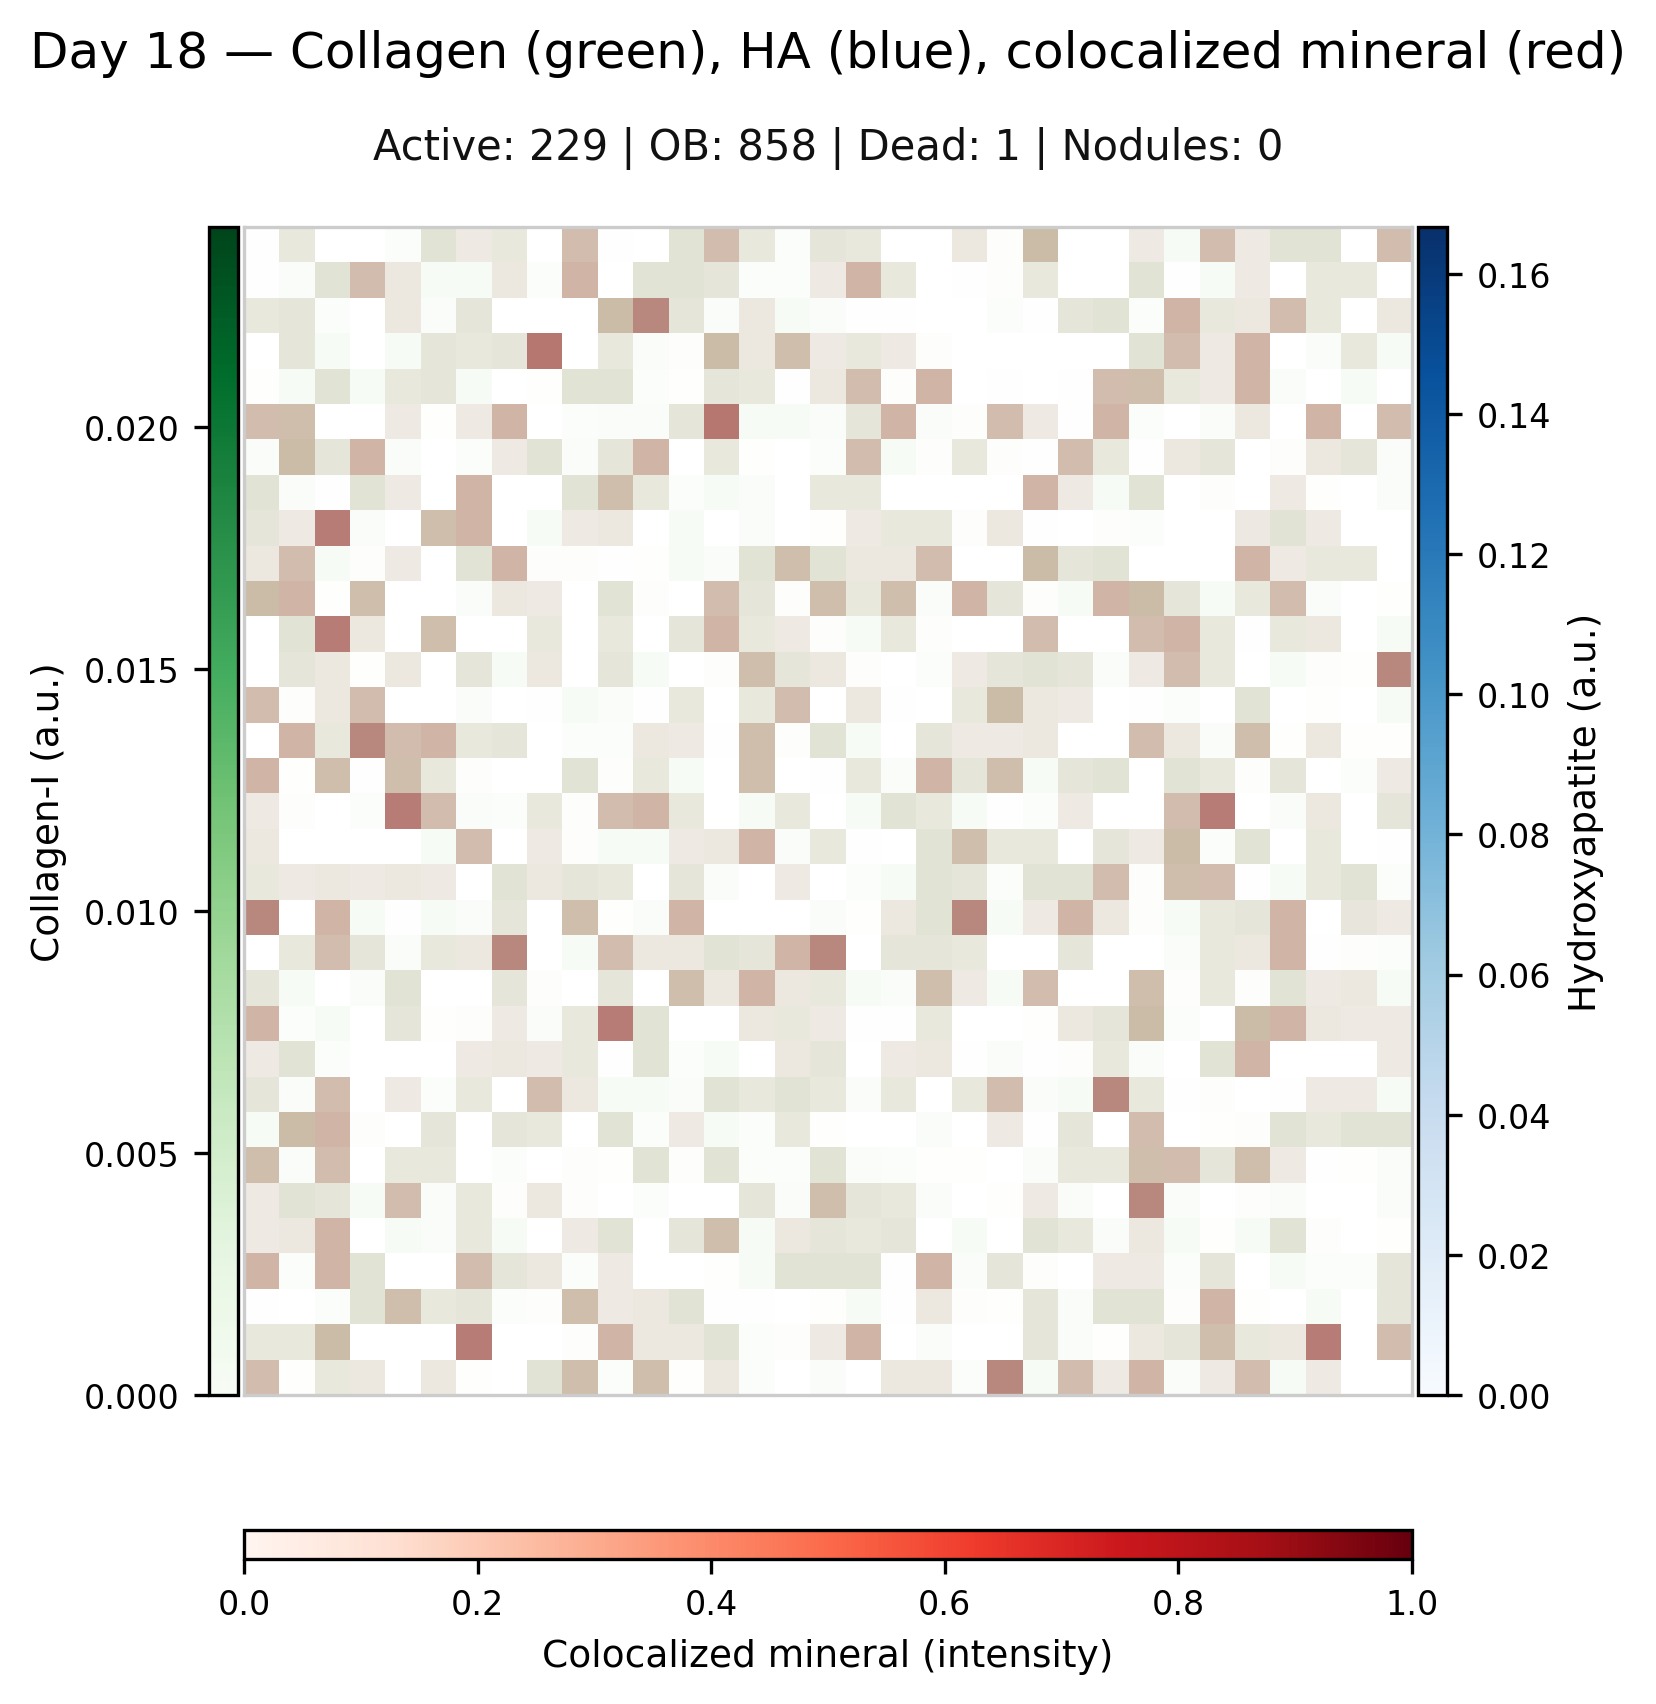 Day 18 — Collagen (green), HA (blue), colocalized mineral (red)
Active: 229 | OB: 858 | Dead: 1 | Nodules: 0
Collagen-I (a.u.)
0.020
0.015
0.010
0.005
0.000
0.16
0.14
0.12
0.10
0.08
0.06
0.04
0.02
0.00
Hydroxyapatite (a.u.)
0.0 0.2 0.4 0.6 0.8 1.0
Colocalized mineral (intensity)